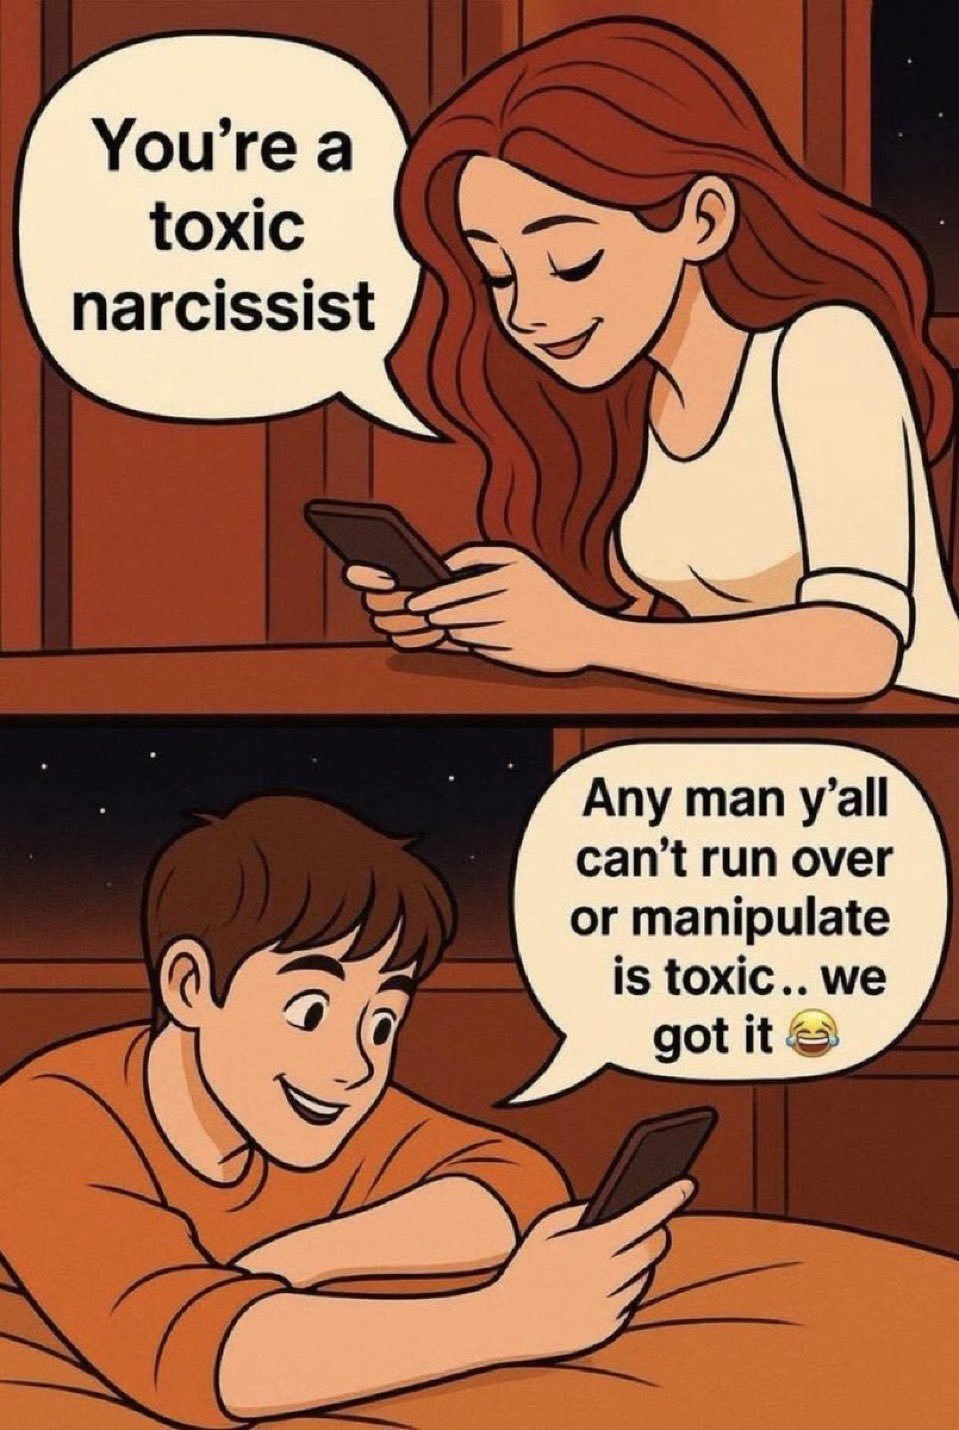 You're a
toxic
narcissist
Any man y'all
can't run over
or manipulate
is toxic.. we
got it 😂